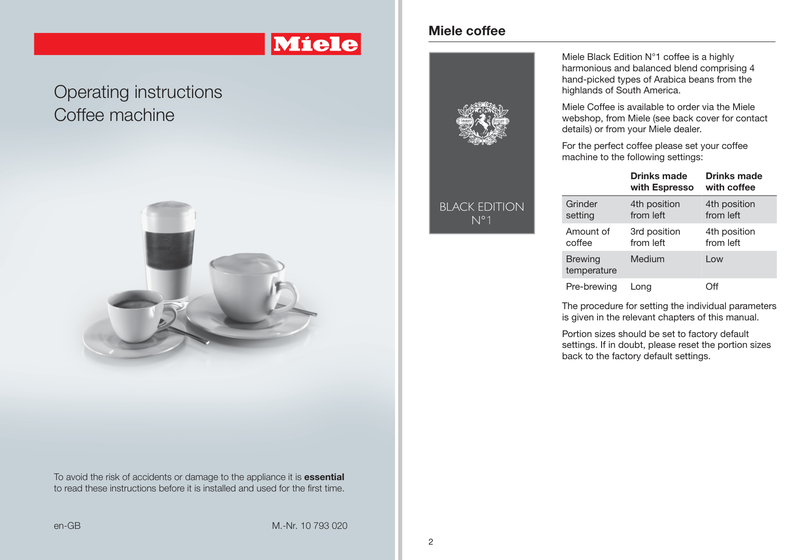 Miele
Operating instructions
Coffee machine
To avoid the risk of accidents or damage to the appliance it is essential
to read these instructions before it is installed and used for the first time.
en-GB M.-Nr. 10 793 020
Miele coffee
BLACK EDITION
N°1
Miele Black Edition N°1 coffee is a highly
harmonious and balanced blend comprising 4
hand-picked types of Arabica beans from the
highlands of South America.
Miele Coffee is available to order via the Miele
webshop, from Miele (see back cover for contact
details) or from your Miele dealer.
For the perfect coffee please set your coffee
machine to the following settings:
Drinks made Drinks made
with Espresso with coffee
Grinder 4th position 4th position
setting from left from left
Amount of 3rd position 4th position
coffee from left from left
Brewing Medium Low
temperature
Pre-brewing Long Off
The procedure for setting the individual parameters
is given in the relevant chapters of this manual.
Portion sizes should be set to factory default
settings. If in doubt, please reset the portion sizes
back to the factory default settings.
2